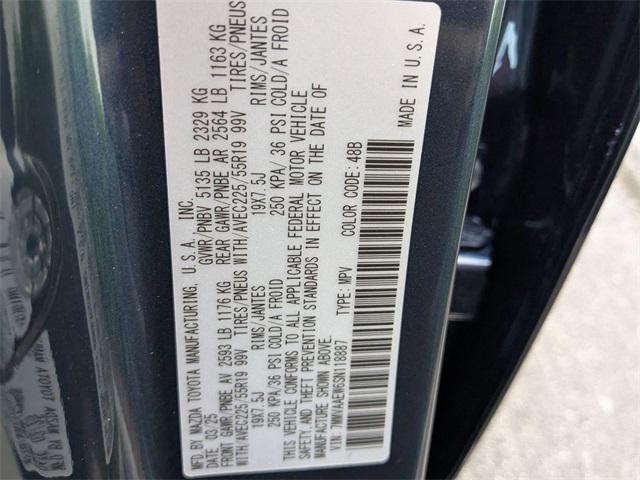 MFD.BY MAZDA TOYOTA MANUFACTURING, U.S.A, INC.
DATE 03/25 GVWR/PNBV 5135 LB 2329 KG
FRONT GAWR/PNBE AV 2593 LB 1176 KG REAR GAWR/PNBE AR 2564 LB 1163 KG
WITH/AVEC225/55R19 99V TIRES/PNEUS WITH/AVEC225/55R19 99V TIRES/PNEUS
19X7.5J RIMS/JANTES 19X7.5J RIMS/JANTES
250 KPA/36 PSI COLD/A FROID 250 KPA/ 36 PSI COLD/A FROID
THIS VEHICLE CONFORMS TO ALL APPLICABLE FEDERAL MOTOR VEHICLE
SAFETY AND THEFT PREVENTION STANDARDS IN EFFECT ON THE DATE OF
MANUFACTURE SHOWN ABOVE.
VIN: 7MMVAAEW6SN118887 TYPE: MPV COLOR CODE: 48B
MADE IN U.S.A.